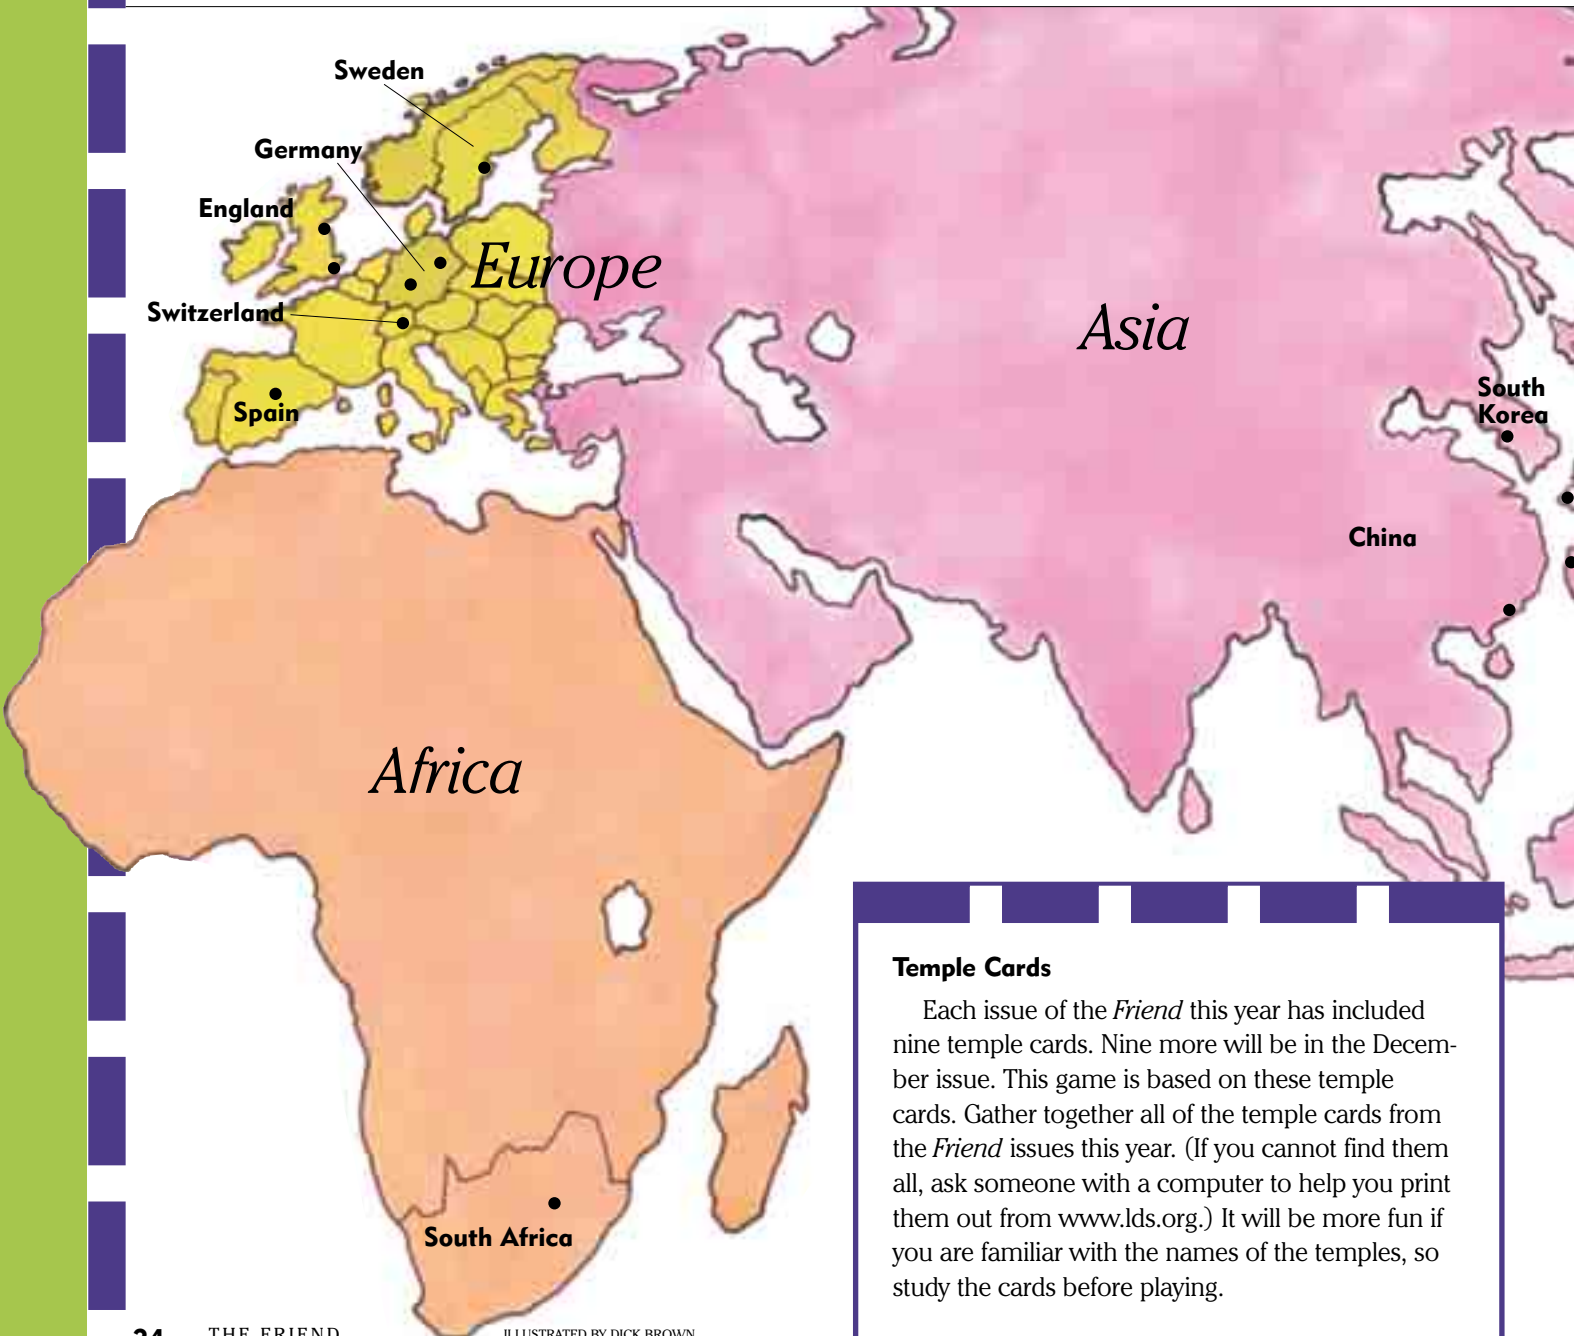 Sweden
Germany
England
Europe
Switzerland
Asia
Spain
South
Korea
China
Africa
South Africa
Temple Cards
Each issue of the Friend this year has included
nine temple cards. Nine more will be in the Decem-
ber issue. This game is based on these temple
cards. Gather together all of the temple cards from
the Friend issues this year. (If you cannot find them
all, ask someone with a computer to help you print
them out from www.lds.org.) It will be more fun if
you are familiar with the names of the temples, so
study the cards before playing.
THE FRIEND
ILLUSTRATED BY DICK BROWN